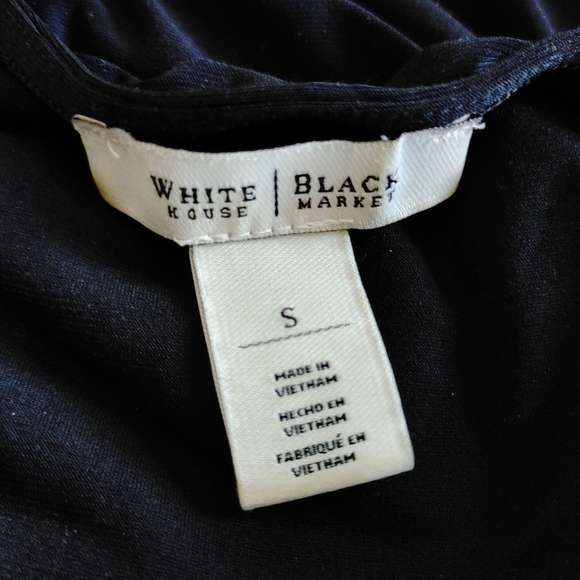 WHITE | BLACK
HOUSE | MARKET
S
MADE IN
VIETNAM
HECHO EN
VIETNAM
FABRIQUÉ EN
VIETNAM